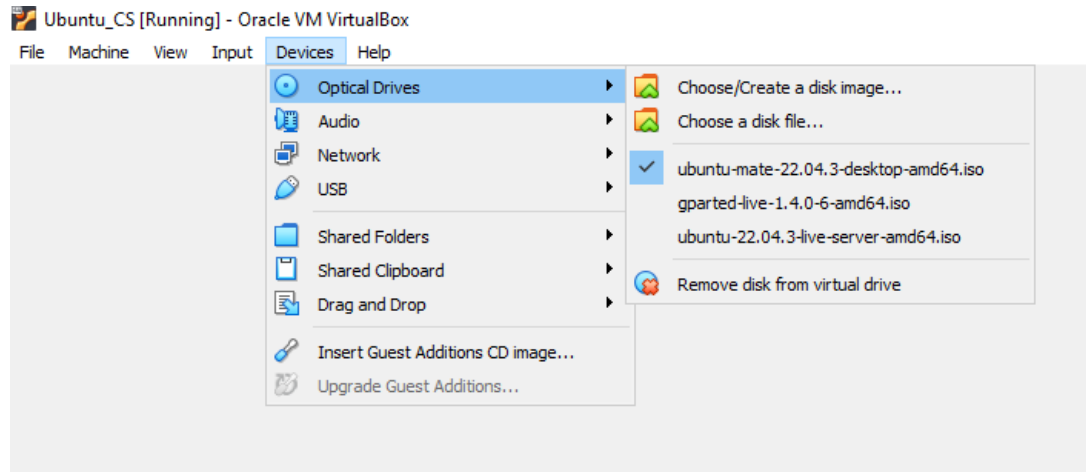 Ubuntu_CS [Running] - Oracle VM VirtualBox
File Machine View Input Devices Help
Optical Drives
Audio
Network
USB
Shared Folders
Shared Clipboard
Drag and Drop
Insert Guest Additions CD image...
Upgrade Guest Additions...
Choose/Create a disk image...
Choose a disk file...
ubuntu-mate-22.04.3-desktop-amd64.iso
gparted-live-1.4.0-6-amd64.iso
ubuntu-22.04.3-live-server-amd64.iso
Remove disk from virtual drive